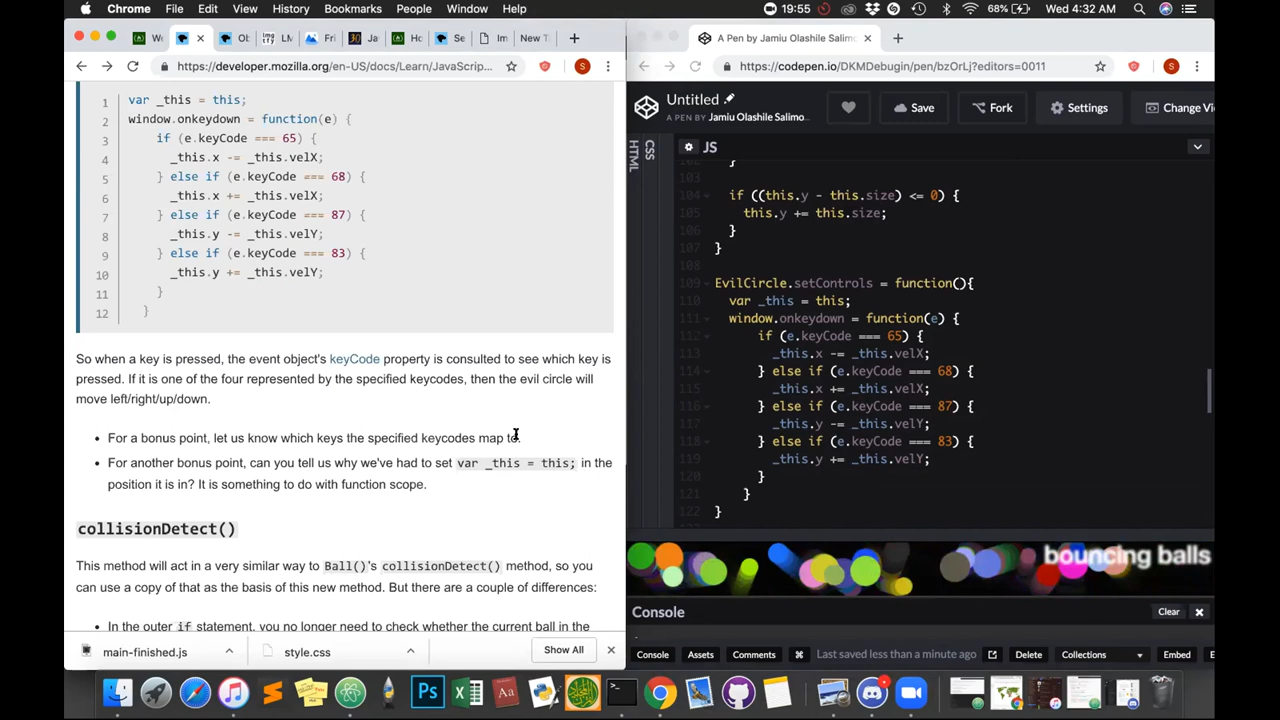 Chrome File Edit View History Bookmarks People Window Help 19:55 68% Wed 4:32 AM
We Ob LM Fri 30 Ja Ho Se Im New T
A Pen by Jamiu Olashile Salimo
https://developer.mozilla.org/en-US/docs/Learn/JavaScrip...
https://codepen.io/DKMDebugin/pen/bzOrLj?editors=0011
1 var _this = this;
2 window.onkeydown = function(e) {
3 if (e.keyCode === 65) {
4 _this.x -= _this.velX;
5 } else if (e.keyCode === 68) {
6 _this.x += _this.velX;
7 } else if (e.keyCode === 87) {
8 _this.y -= _this.velY;
9 } else if (e.keyCode === 83) {
10 _this.y += _this.velY;
11 }
12 }
So when a key is pressed, the event object's keyCode property is consulted to see which key is
pressed. If it is one of the four represented by the specified keycodes, then the evil circle will
move left/right/up/down.
• For a bonus point, let us know which keys the specified keycodes map to.
• For another bonus point, can you tell us why we've had to set var _this = this; in the
position it is in? It is something to do with function scope.
collisionDetect()
This method will act in a very similar way to Ball()'s collisionDetect() method, so you
can use a copy of that as the basis of this new method. But there are a couple of differences:
• In the outer if statement, you no longer need to check whether the current ball in the
main-finished.js
style.css
Show All
Untitled
A PEN BY Jamiu Olashile Salimo...
Save
Fork
Settings
Change Vi
HTML
CSS
JS
102 }
103
104 if ((this.y - this.size) <= 0) {
105 this.y += this.size;
106 }
107 }
108
109 EvilCircle.setControls = function(){
110 var _this = this;
111 window.onkeydown = function(e) {
112 if (e.keyCode === 65) {
113 _this.x -= _this.velX;
114 } else if (e.keyCode === 68) {
115 _this.x += _this.velX;
116 } else if (e.keyCode === 87) {
117 _this.y -= _this.velY;
118 } else if (e.keyCode === 83) {
119 _this.y += _this.velY;
120 }
121 }
122 }
bouncing balls
Console
Clear
Console Assets Comments ⌘ Last saved less than a minute ago Delete Collections Embed E
Ps